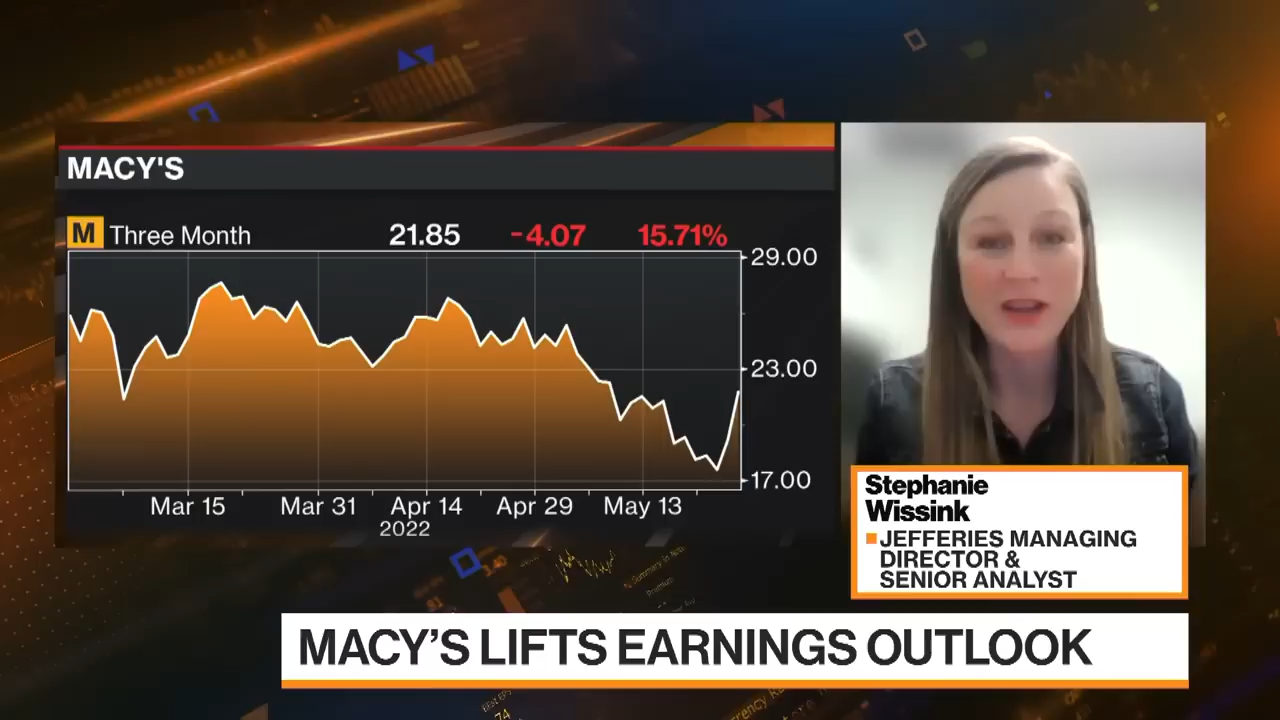 MACY'S
M Three Month 21.85 -4.07 15.71%
29.00
23.00
17.00
Mar 15 Mar 31 Apr 14 Apr 29 May 13
2022
Stephanie
Wissink
JEFFERIES MANAGING
DIRECTOR &
SENIOR ANALYST
MACY'S LIFTS EARNINGS OUTLOOK